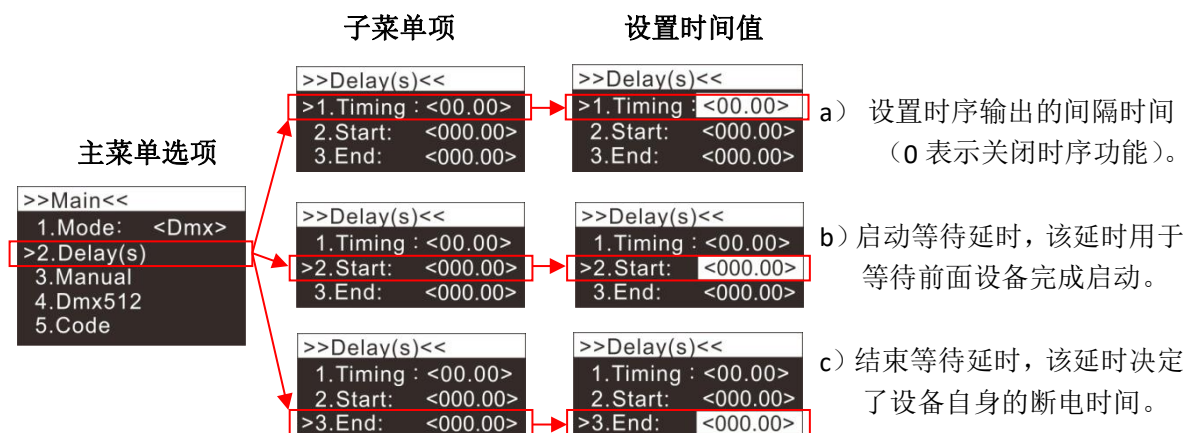 子菜单项
设置时间值
>>Delay(s)<<
>1.Timing：<00.00>
2.Start: <000.00>
3.End: <000.00>
>>Delay(s)<<
>1.Timing：<00.00>
2.Start: <000.00>
3.End: <000.00>
a） 设置时序输出的间隔时间
（0 表示关闭时序功能）。
主菜单选项
>>Main<<
1.Mode: <Dmx>
>2.Delay(s)
3.Manual
4.Dmx512
5.Code
>>Delay(s)<<
1.Timing：<00.00>
>2.Start: <000.00>
3.End: <000.00>
>>Delay(s)<<
1.Timing：<00.00>
>2.Start: <000.00>
3.End: <000.00>
b）启动等待延时，该延时用于
等待前面设备完成启动。
>>Delay(s)<<
1.Timing：<00.00>
2.Start: <000.00>
>3.End: <000.00>
>>Delay(s)<<
1.Timing：<00.00>
2.Start: <000.00>
>3.End: <000.00>
c）结束等待延时，该延时决定
了设备自身的断电时间。